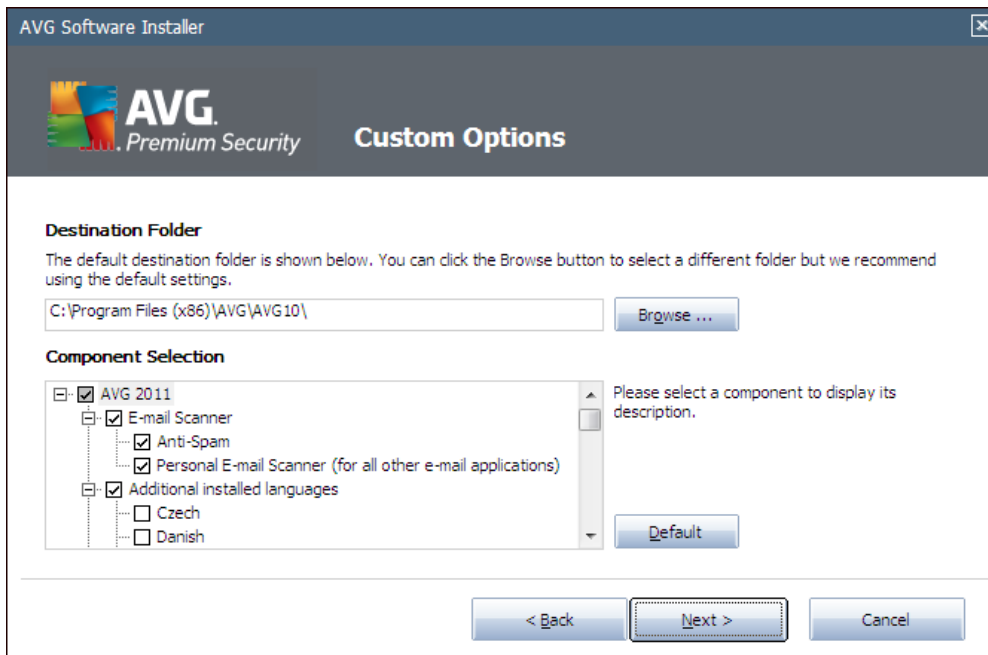 AVG Software Installer
AVG.
Premium Security
Custom Options
Destination Folder
The default destination folder is shown below. You can click the Browse button to select a different folder but we recommend
using the default settings.
C:\Program Files (x86)\AVG\AVG10\
Browse ...
Component Selection
AVG 2011
E-mail Scanner
Anti-Spam
Personal E-mail Scanner (for all other e-mail applications)
Additional installed languages
Czech
Danish
Please select a component to display its
description.
Default
< Back
Next >
Cancel